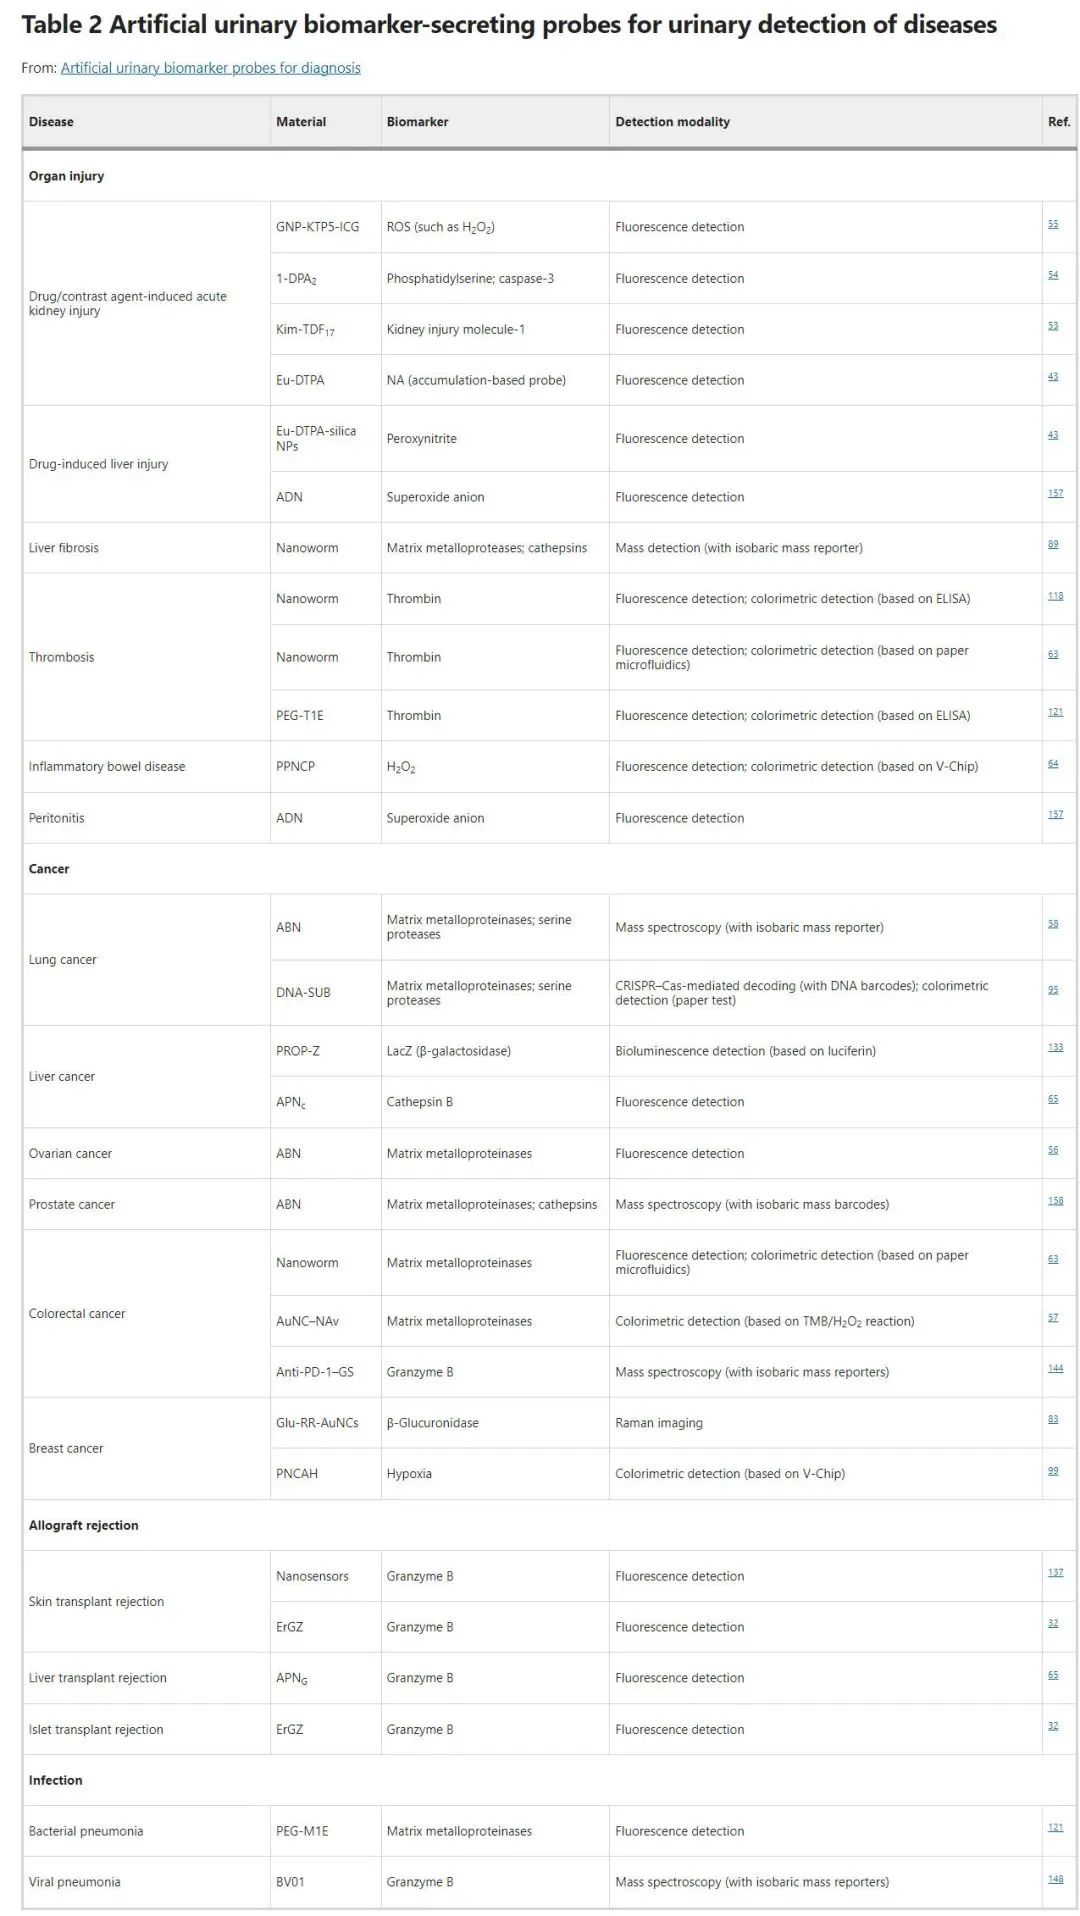 Table 2 Artificial urinary biomarker-secreting probes for urinary detection of diseases
From: Artificial urinary biomarker probes for diagnosis
Disease Material Biomarker Detection modality Ref.
Organ injury
Drug/contrast agent-induced acute
kidney injury
GNP-KTP5-ICG ROS (such as H₂O₂) Fluorescence detection 55
1-DPA₂ Phosphatidylserine; caspase-3 Fluorescence detection 54
Kim-TDF₁₇ Kidney injury molecule-1 Fluorescence detection 53
Eu-DTPA NA (accumulation-based probe) Fluorescence detection 43
Drug-induced liver injury
Eu-DTPA-silica
NPs
Peroxynitrite Fluorescence detection 43
ADN Superoxide anion Fluorescence detection 157
Liver fibrosis Nanoworm Matrix metalloproteases; cathepsins Mass detection (with isobaric mass reporter) 89
Thrombosis
Nanoworm Thrombin Fluorescence detection; colorimetric detection (based on ELISA) 118
Nanoworm Thrombin Fluorescence detection; colorimetric detection (based on paper
microfluidics) 63
PEG-T1E Thrombin Fluorescence detection; colorimetric detection (based on ELISA) 121
Inflammatory bowel disease PPNCP H₂O₂ Fluorescence detection; colorimetric detection (based on V-Chip) 64
Peritonitis ADN Superoxide anion Fluorescence detection 157
Cancer
Lung cancer
ABN Matrix metalloproteinases; serine
proteases
Mass spectroscopy (with isobaric mass reporter) 58
DNA-SUB Matrix metalloproteinases; serine
proteases
CRISPR–Cas-mediated decoding (with DNA barcodes); colorimetric
detection (paper test) 95
Liver cancer
PROP-Z LacZ (β-galactosidase) Bioluminescence detection (based on luciferin) 133
APN꜀ Cathepsin B Fluorescence detection 65
Ovarian cancer ABN Matrix metalloproteinases Fluorescence detection 56
Prostate cancer ABN Matrix metalloproteinases; cathepsins Mass spectroscopy (with isobaric mass barcodes) 158
Colorectal cancer
Nanoworm Matrix metalloproteinases Fluorescence detection; colorimetric detection (based on paper
microfluidics) 63
AuNC–NAv Matrix metalloproteinases Colorimetric detection (based on TMB/H₂O₂ reaction) 57
Anti-PD-1–GS Granzyme B Mass spectroscopy (with isobaric mass reporters) 144
Breast cancer
Glu-RR-AuNCs β-Glucuronidase Raman imaging 83
PNCAH Hypoxia Colorimetric detection (based on V-Chip) 99
Allograft rejection
Skin transplant rejection
Nanosensors Granzyme B Fluorescence detection 137
ErGZ Granzyme B Fluorescence detection 32
Liver transplant rejection APNG Granzyme B Fluorescence detection 65
Islet transplant rejection ErGZ Granzyme B Fluorescence detection 32
Infection
Bacterial pneumonia PEG-M1E Matrix metalloproteinases Fluorescence detection 121
Viral pneumonia BV01 Granzyme B Mass spectroscopy (with isobaric mass reporters) 148